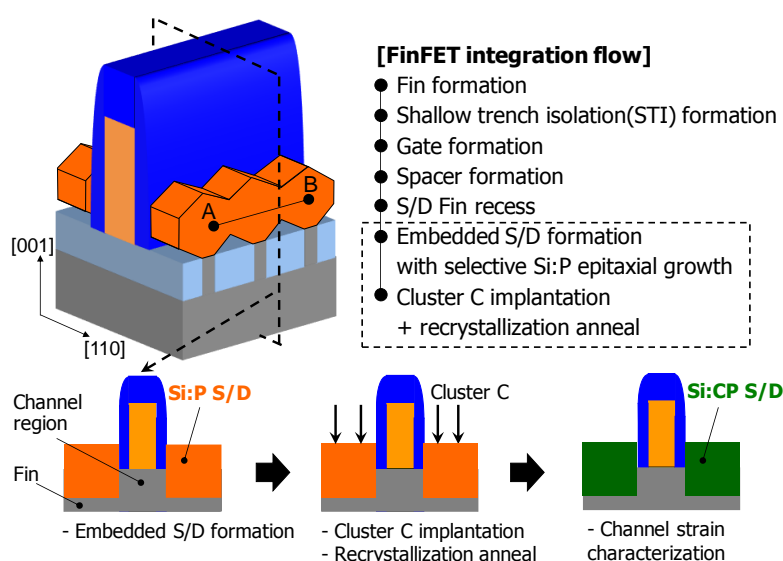 [FinFET integration flow]
Fin formation
Shallow trench isolation(STI) formation
Gate formation
Spacer formation
S/D Fin recess
Embedded S/D formation
with selective Si:P epitaxial growth
Cluster C implantation
+ recrystallization anneal
A
B
[001]
[110]
Channel
region
Si:P S/D
Fin
- Embedded S/D formation
Cluster C
- Cluster C implantation
- Recrystallization anneal
Si:CP S/D
- Channel strain
characterization